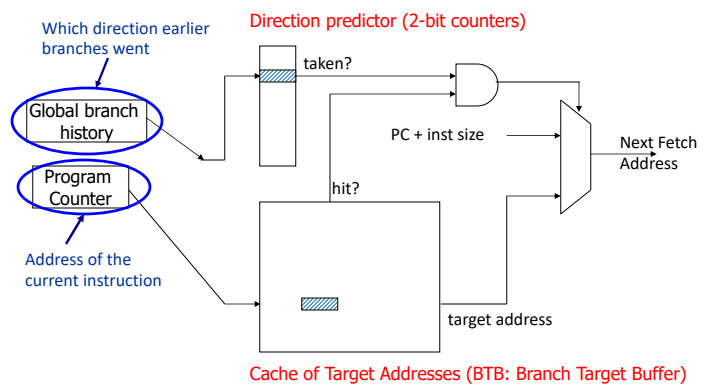 Direction predictor (2-bit counters)
Which direction earlier
branches went
taken?
Global branch
history
PC + inst size
Next Fetch
Address
Program
Counter
hit?
Address of the
current instruction
target address
Cache of Target Addresses (BTB: Branch Target Buffer)